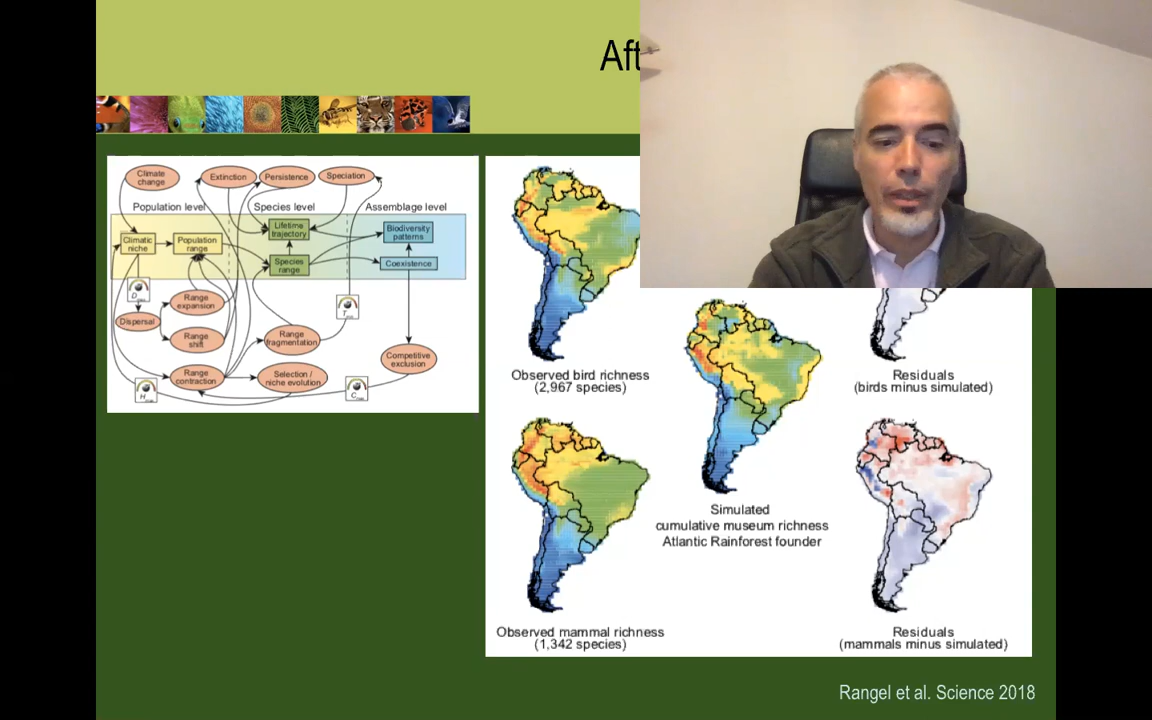 Aft
Climate
change
Extinction
Persistence
Speciation
Population level
Species level
Assemblage level
Climatic
niche
Population
range
Lifetime
trajectory
Biodiversity
patterns
Species
range
Coexistence
Range
expansion
Dispersal
Range
shift
Range
fragmentation
Competitive
exclusion
Range
contraction
Selection /
niche evolution
Observed bird richness
(2,967 species)
Residuals
(birds minus simulated)
Simulated
cumulative museum richness
Atlantic Rainforest founder
Observed mammal richness
(1,342 species)
Residuals
(mammals minus simulated)
Rangel et al. Science 2018